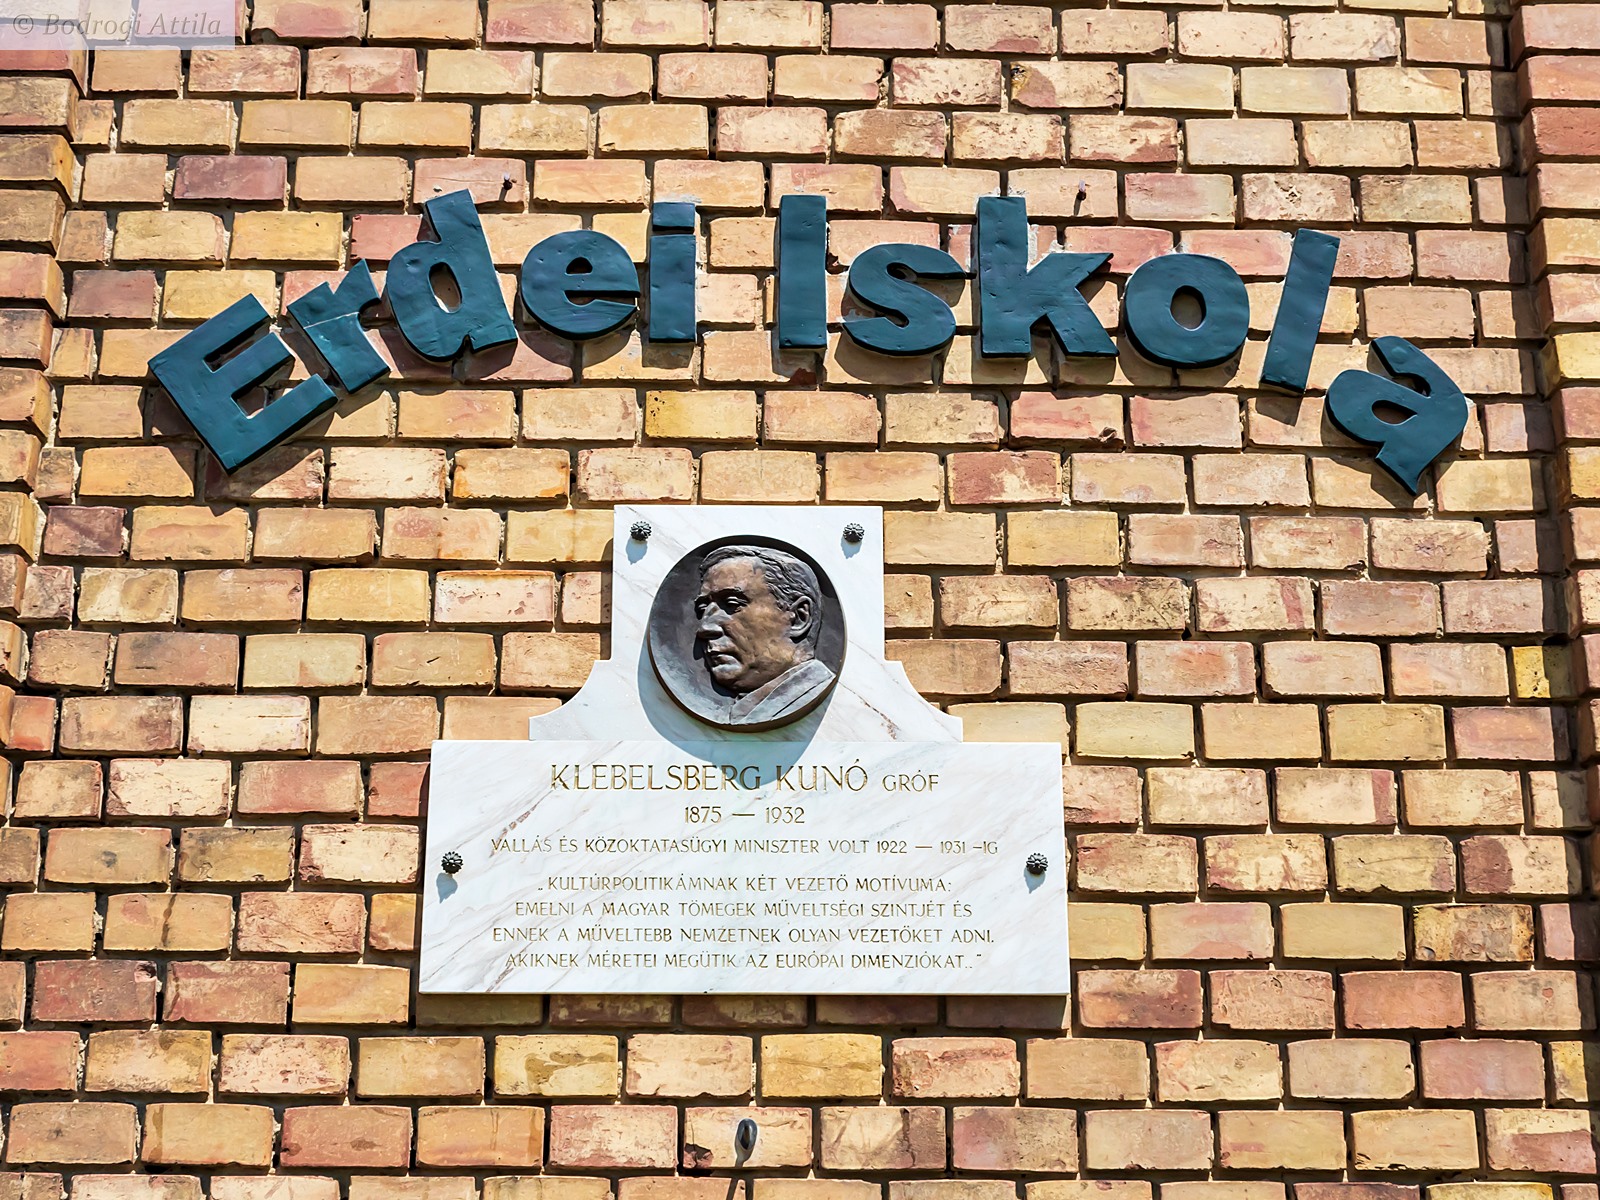 © Bodrogi Attila
Erdei Iskola
KLEBELSBERG KUNÓ GRÓF
1875 — 1932
VALLÁS ÉS KÖZOKTATASÜGYI MINISZTER VOLT 1922 — 1931 -IG
„KULTÚRPOLITIKÁMNAK KÉT VEZETŐ MOTÍVUMA:
EMELNI A MAGYAR TÖMEGEK MŰVELTSÉGI SZINTJÉT ÉS
ENNEK A MŰVELTEBB NEMZETNEK OLYAN VEZETŐKET ADNI.
AKIKNEK MÉRETEI MEGÜTIK AZ EURÓPAI DIMENZIÓKAT.."